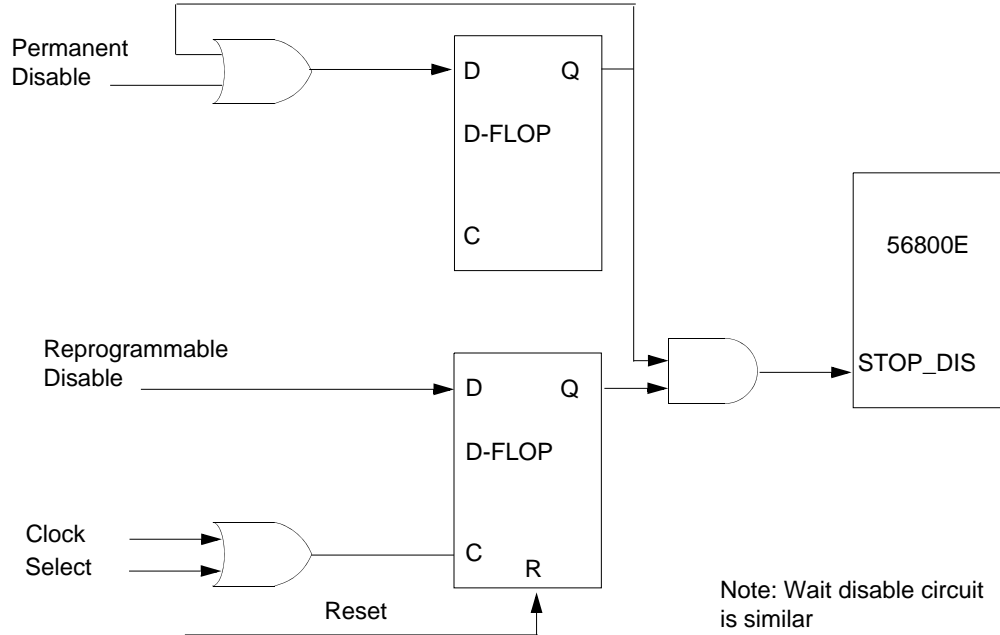 Permanent
Disable
D Q
D-FLOP
C
56800E
STOP_DIS
Reprogrammable
Disable
D Q
D-FLOP
Clock
Select
C
R
Reset
Note: Wait disable circuit
is similar